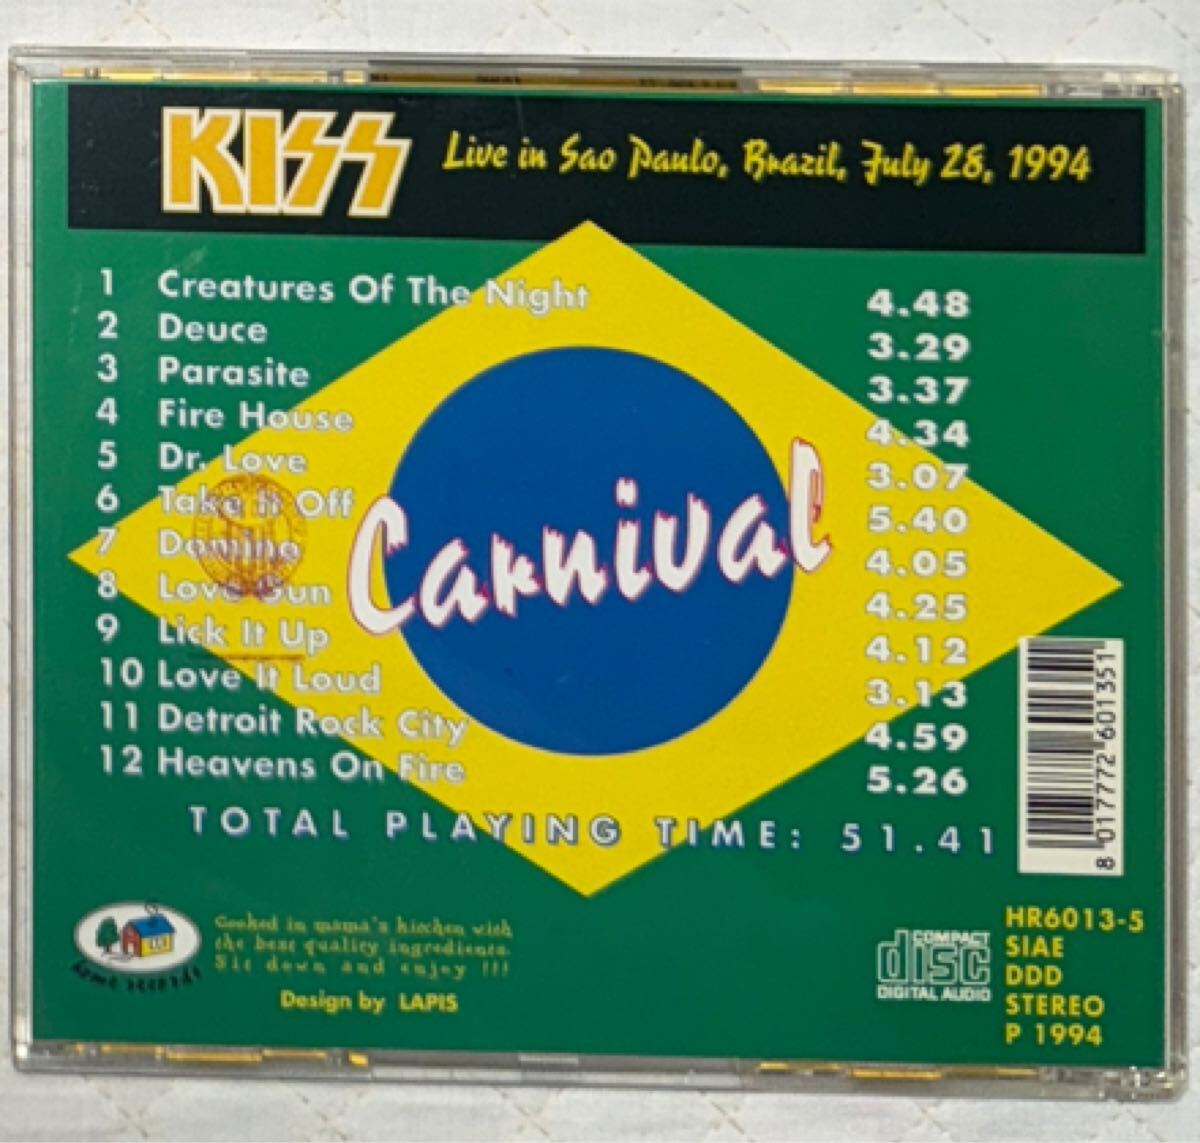 KISS Live in Sao Paulo, Brazil, July 28, 1994
1 Creatures Of The Night 4.48
2 Deuce 3.29
3 Parasite 3.37
4 Fire House 4.34
5 Dr. Love 3.07
6 Take It Off 5.40
7 Domino 4.05
8 Love Gun 4.25
9 Lick It Up 4.12
10 Love It Loud 3.13
11 Detroit Rock City 4.59
12 Heavens On Fire 5.26
Carnival
TOTAL PLAYING TIME: 51.41
8 017772 601351
home records
Cooked in mama's kitchen with
the best quality ingredients.
Sit down and enjoy !!!
Design by LAPIS
COMPACT
disc
DIGITAL AUDIO
HR6013-5
SIAE
DDD
STEREO
P 1994